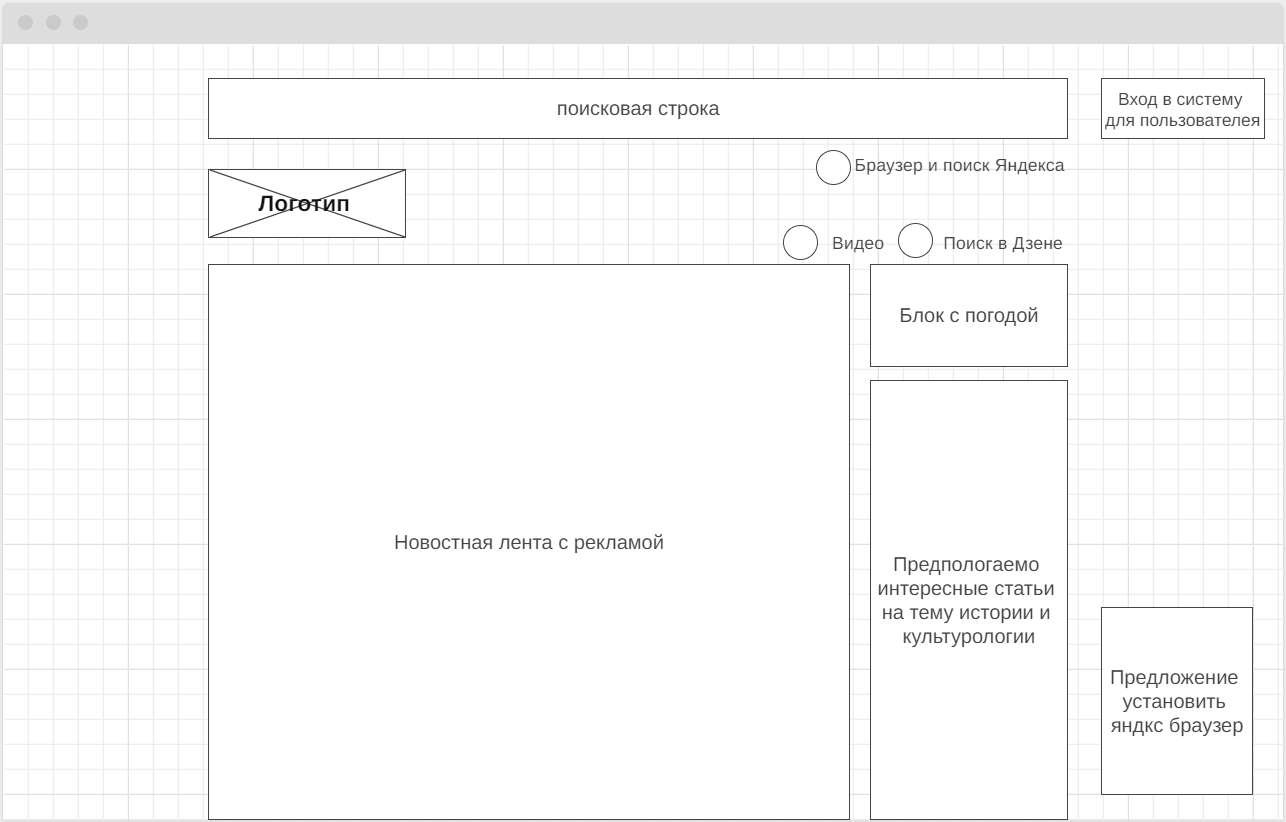 поисковая строка
Вход в систему
для пользователея
Браузер и поиск Яндекса
Логотип
Видео
Поиск в Дзене
Блок с погодой
Новостная лента с рекламой
Предпологаемо
интересные статьи
на тему истории и
культурологии
Предложение
установить
яндкс браузер